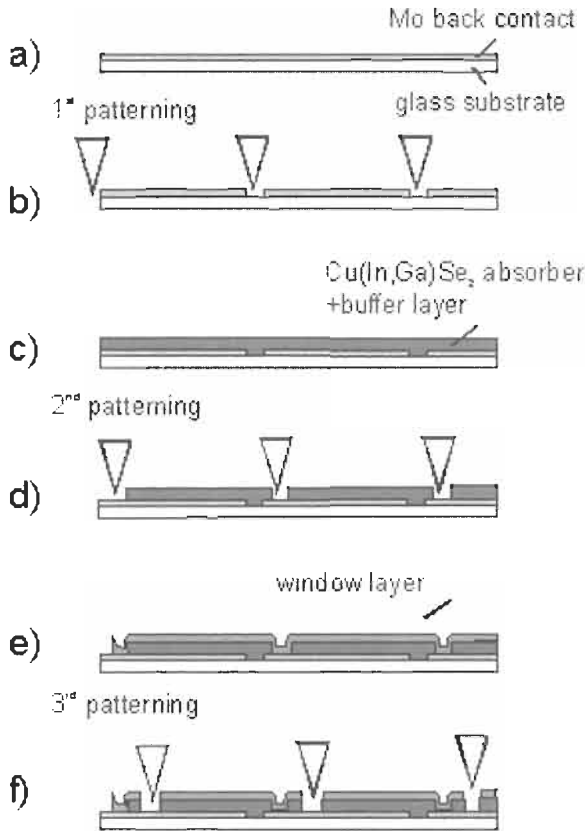 Mo back contact
a)
glass substrate
1st patterning
b)
Cu(In,Ga)Se2 absorber
+buffer layer
c)
2nd patterning
d)
window layer
e)
3rd patterning
f)